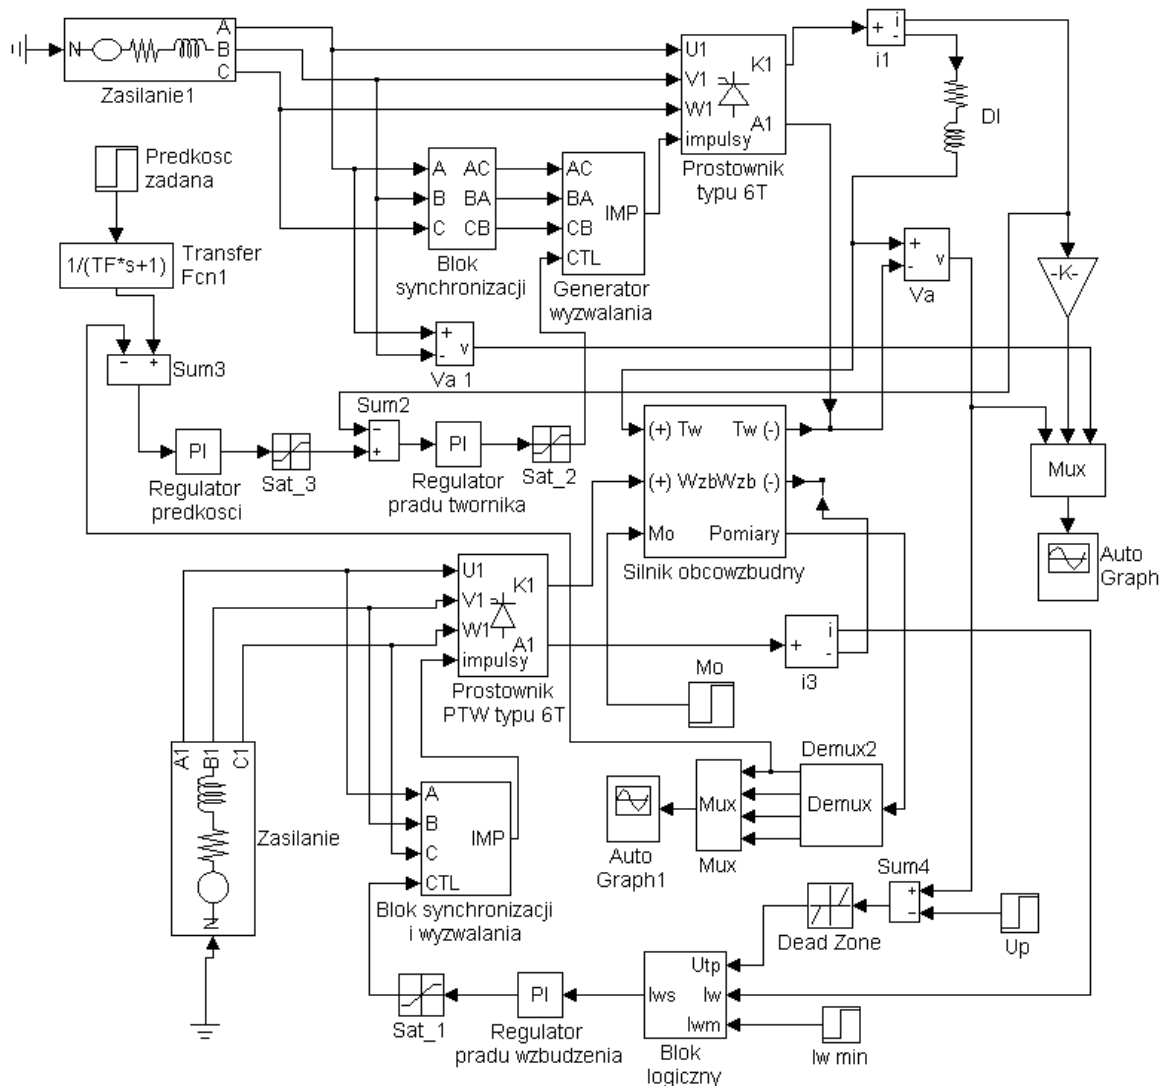 A
N
B
C
Zasilanie1
U1
V1
W1
impulsy
K1
A1
Prostownik
typu 6T
+
i
-
i1
DI
Predkosc
zadana
1/(TF*s+1)
Transfer
Fcn1
A
B
C
AC
BA
CB
Blok
synchronizacji
AC
BA
CB
CTL
IMP
Generator
wyzwalania
+
-
v
Va
-K-
+
-
v
Va 1
-
+
Sum3
Sum2
-
+
PI
Regulator
predkosci
Sat_3
PI
Regulator
pradu twornika
Sat_2
(+) Tw
Tw (-)
(+) Wzb
Wzb (-)
Mo
Pomiary
Silnik obcowzbudny
Mux
Auto
Graph
U1
V1
W1
impulsy
K1
A1
Prostownik
PTW typu 6T
+
i
-
i3
Mo
A1
B1
C1
N
Zasilanie
A
B
C
CTL
IMP
Blok synchronizacji
i wyzwalania
Auto
Graph1
Mux
Mux
Demux2
Demux
Sum4
+
-
Dead Zone
Up
Utp
Iw
Iwm
Iws
Blok
logiczny
Iw min
PI
Regulator
pradu wzbudzenia
Sat_1